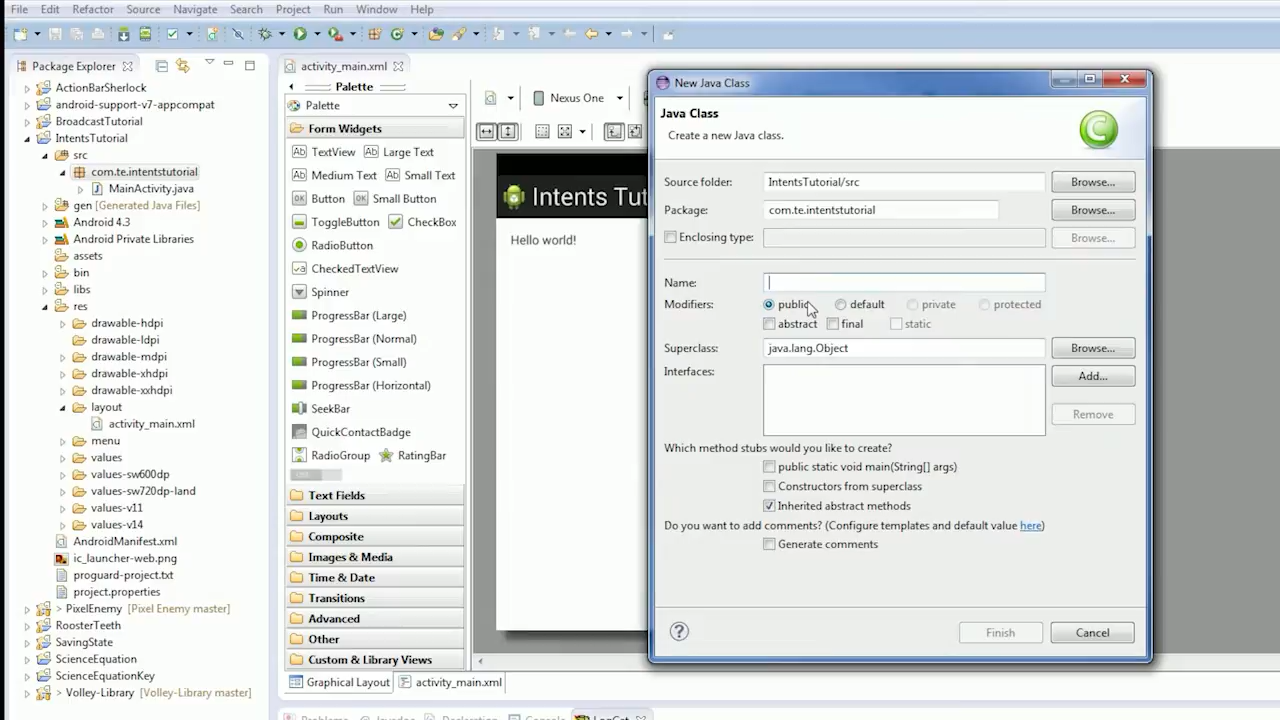 File Edit Refactor Source Navigate Search Project Run Window Help
Package Explorer
ActionBarSherlock
android-support-v7-appcompat
BroadcastTutorial
IntentsTutorial
src
com.te.intentstutorial
MainActivity.java
gen [Generated Java Files]
Android 4.3
Android Private Libraries
assets
bin
libs
res
drawable-hdpi
drawable-ldpi
drawable-mdpi
drawable-xhdpi
drawable-xxhdpi
layout
activity_main.xml
menu
values
values-sw600dp
values-sw720dp-land
values-v11
values-v14
AndroidManifest.xml
ic_launcher-web.png
proguard-project.txt
project.properties
> PixelEnemy [Pixel Enemy master]
RoosterTeeth
SavingState
ScienceEquation
ScienceEquationKey
> Volley-Library [Volley-Library master]
activity_main.xml
Palette
Palette
Form Widgets
Ab TextView Ab Large Text
Ab Medium Text Ab Small Text
OK Button OK Small Button
ToggleButton CheckBox
RadioButton
CheckedTextView
Spinner
ProgressBar (Large)
ProgressBar (Normal)
ProgressBar (Small)
ProgressBar (Horizontal)
SeekBar
QuickContactBadge
RadioGroup RatingBar
Text Fields
Layouts
Composite
Images & Media
Time & Date
Transitions
Advanced
Other
Custom & Library Views
Graphical Layout activity_main.xml
Nexus One
Intents Tut
Hello world!
New Java Class
Java Class
Create a new Java class.
C
Source folder: IntentsTutorial/src Browse...
Package: com.te.intentstutorial Browse...
Enclosing type: Browse...
Name:
Modifiers: public default private protected
abstract final static
Superclass: java.lang.Object Browse...
Interfaces: Add...
Remove
Which method stubs would you like to create?
public static void main(String[] args)
Constructors from superclass
Inherited abstract methods
Do you want to add comments? (Configure templates and default value here)
Generate comments
? Finish Cancel